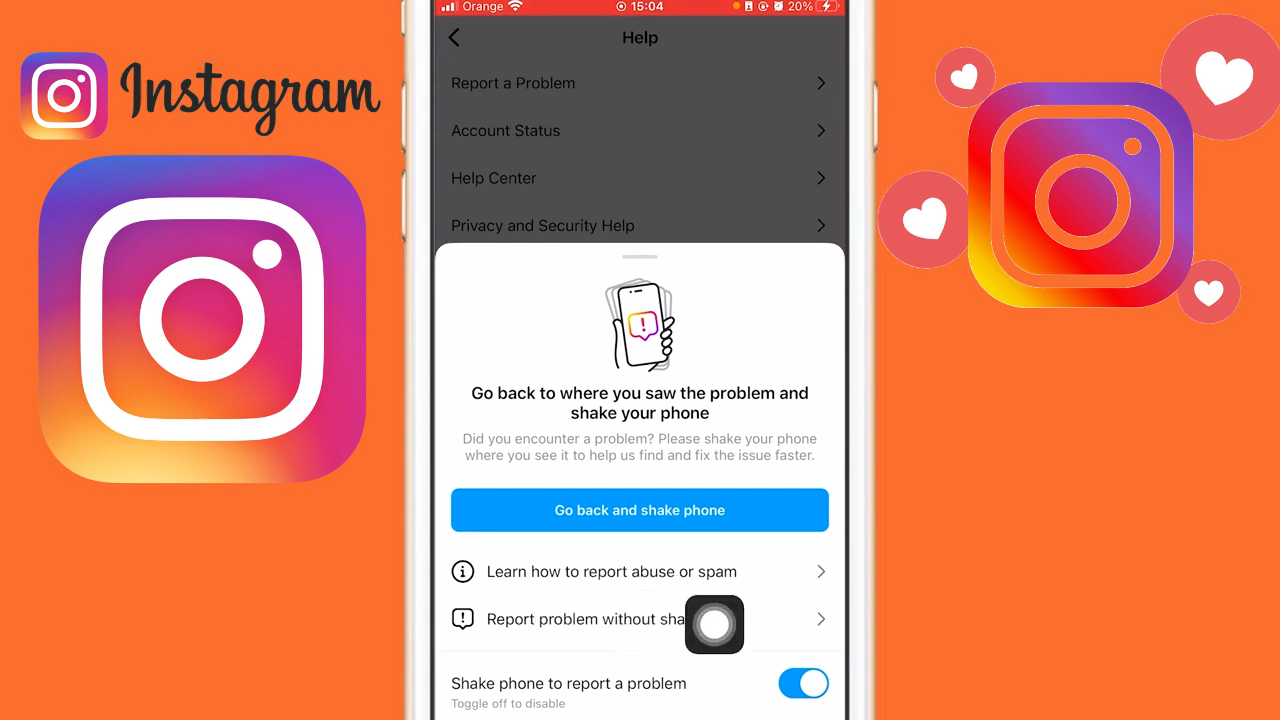 Instagram
Orange
15:04
20%
Help
Report a Problem
Account Status
Help Center
Privacy and Security Help
Go back to where you saw the problem and
shake your phone
Did you encounter a problem? Please shake your phone
where you see it to help us find and fix the issue faster.
Go back and shake phone
Learn how to report abuse or spam
Report problem without
Shake phone to report a problem
Toggle off to disable